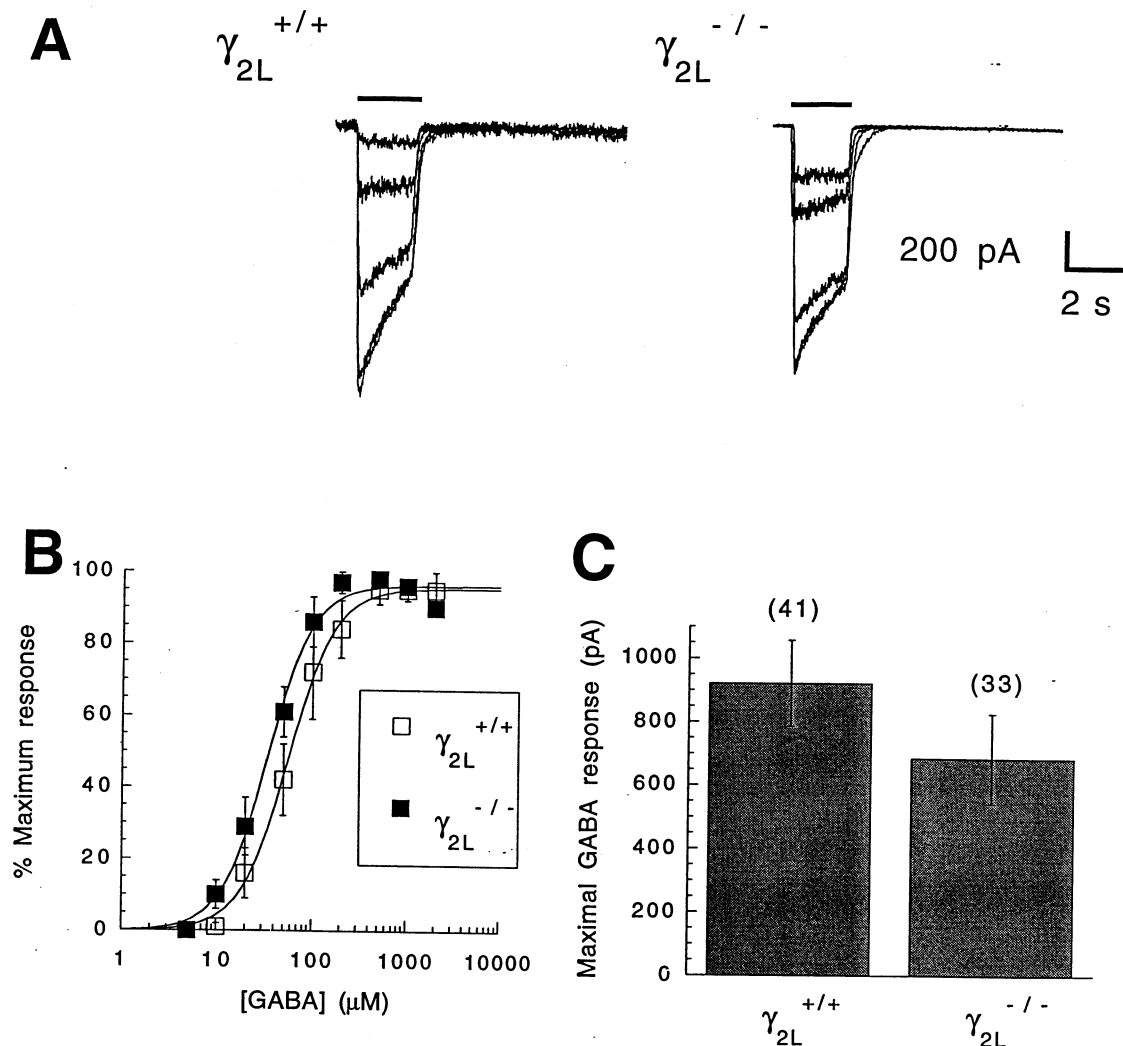 A
γ2L +/+
γ2L -/-
200 pA
2 s
B
% Maximum response
100
80
60
40
20
0
1
10
100
1000
10000
[GABA] (μM)
γ2L +/+
γ2L -/-
C
Maximal GABA response (pA)
1000
800
600
400
200
0
(41)
(33)
γ2L +/+
γ2L -/-